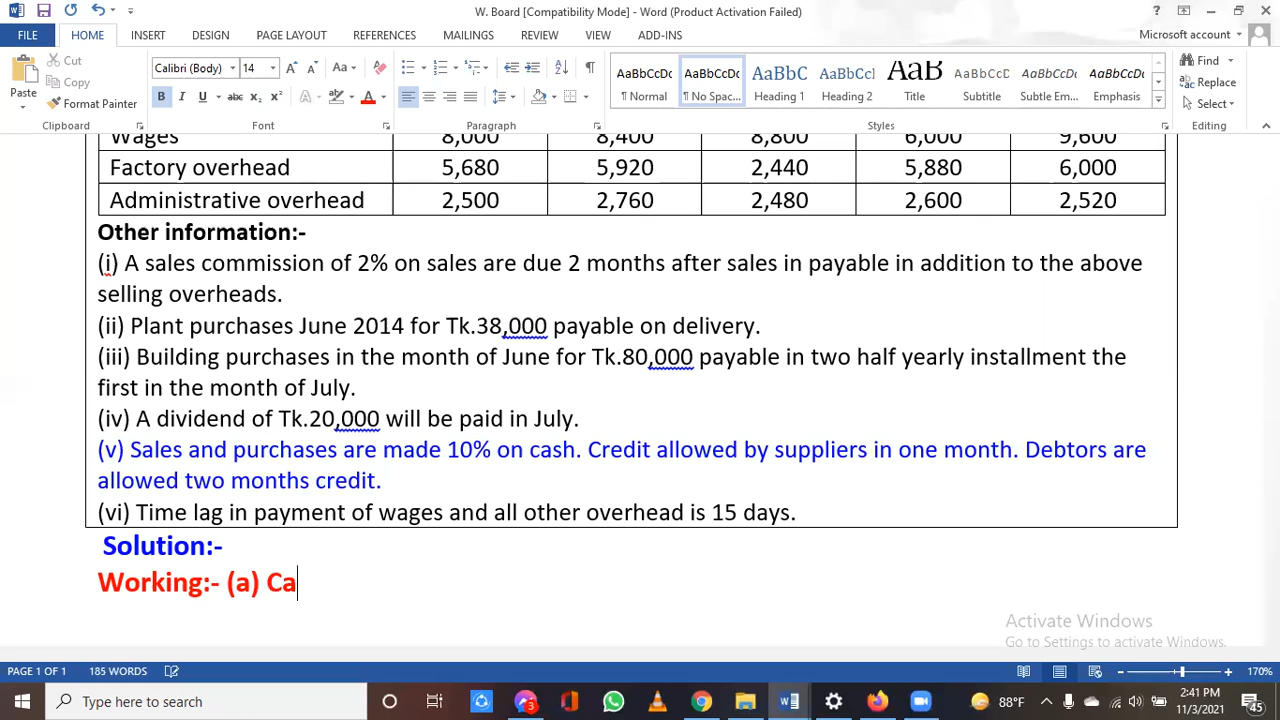 W. Board [Compatibility Mode] - Word (Product Activation Failed)
FILE HOME INSERT DESIGN PAGE LAYOUT REFERENCES MAILINGS REVIEW VIEW ADD-INS Microsoft account
Paste Cut Copy Format Painter
Calibri (Body) 14
AaBbCcDc ¶ Normal AaBbCcDc ¶ No Spac... AaBbC Heading 1 AaBbCcl Heading 2 AaB Title AaBbCcD Subtitle AaBbCcDc Subtle Em... AaBbCcDc Emphasis
Find Replace Select
Clipboard Font Paragraph Styles Editing
Wages 8,000 8,400 8,800 6,000 9,600
Factory overhead 5,680 5,920 2,440 5,880 6,000
Administrative overhead 2,500 2,760 2,480 2,600 2,520
Other information:-
(i) A sales commission of 2% on sales are due 2 months after sales in payable in addition to the above
selling overheads.
(ii) Plant purchases June 2014 for Tk.38,000 payable on delivery.
(iii) Building purchases in the month of June for Tk.80,000 payable in two half yearly installment the
first in the month of July.
(iv) A dividend of Tk.20,000 will be paid in July.
(v) Sales and purchases are made 10% on cash. Credit allowed by suppliers in one month. Debtors are
allowed two months credit.
(vi) Time lag in payment of wages and all other overhead is 15 days.
Solution:-
Working:- (a) Ca
Activate Windows
Go to Settings to activate Windows.
PAGE 1 OF 1 185 WORDS 170%
Type here to search 3 88°F 2:41 PM
11/3/2021 45